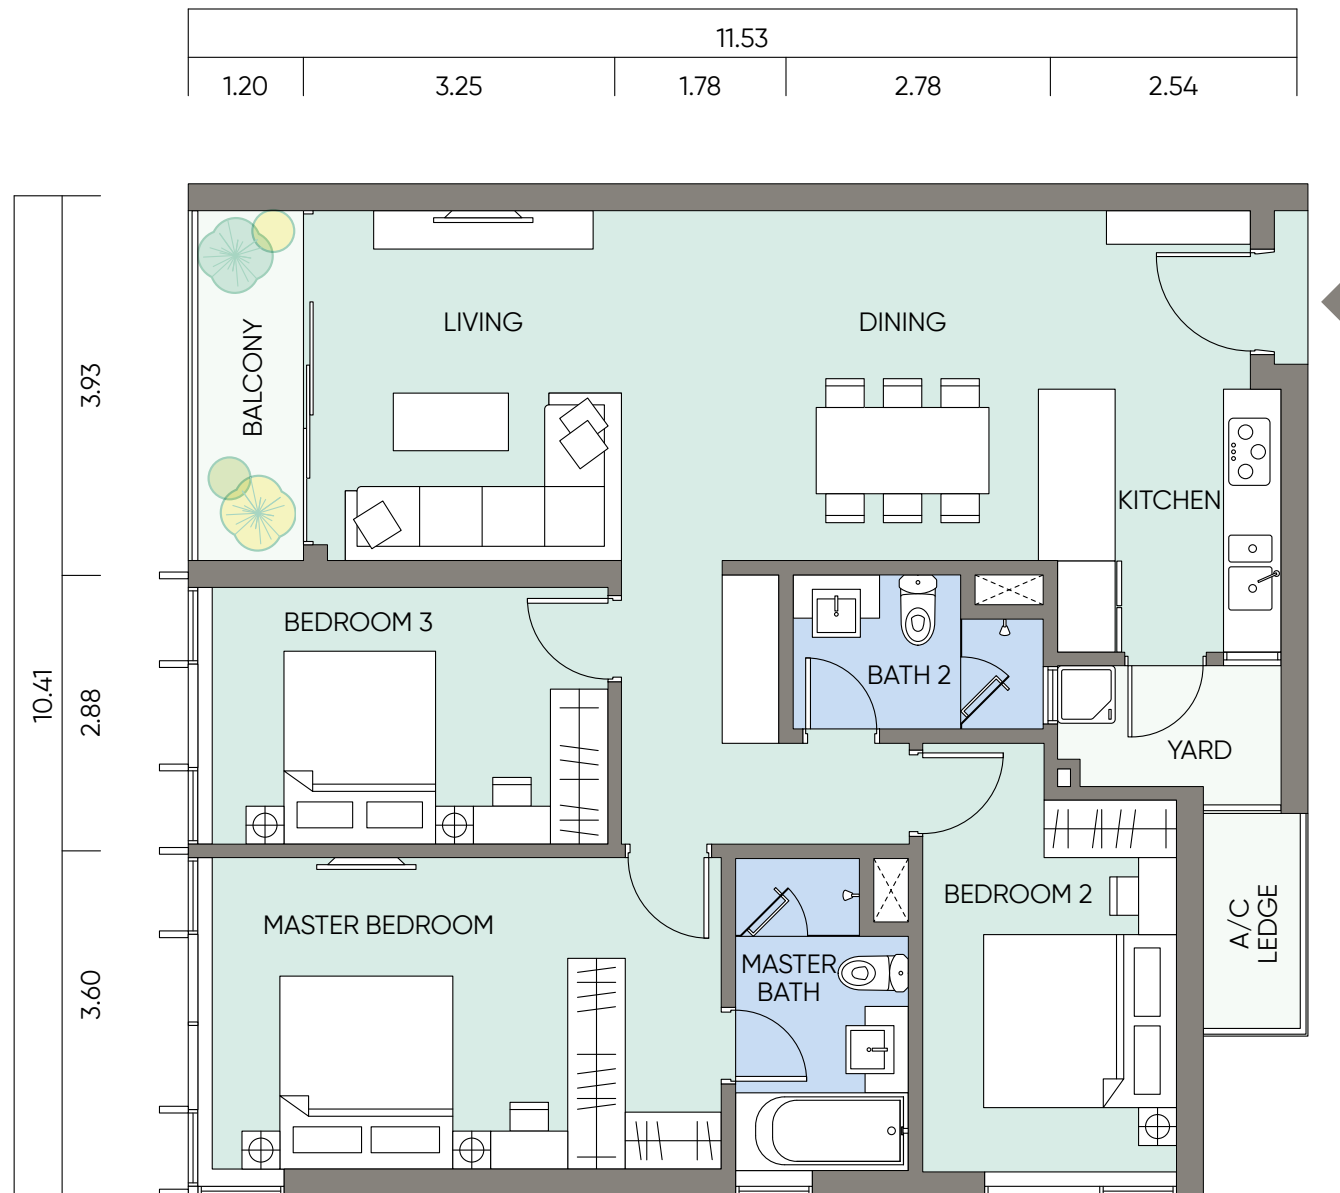 11.53
1.20 3.25 1.78 2.78 2.54
10.41
3.93
2.88
3.60
BALCONY
LIVING
DINING
KITCHEN
BEDROOM 3
BATH 2
YARD
MASTER BEDROOM
MASTER
BATH
BEDROOM 2
A/C
LEDGE